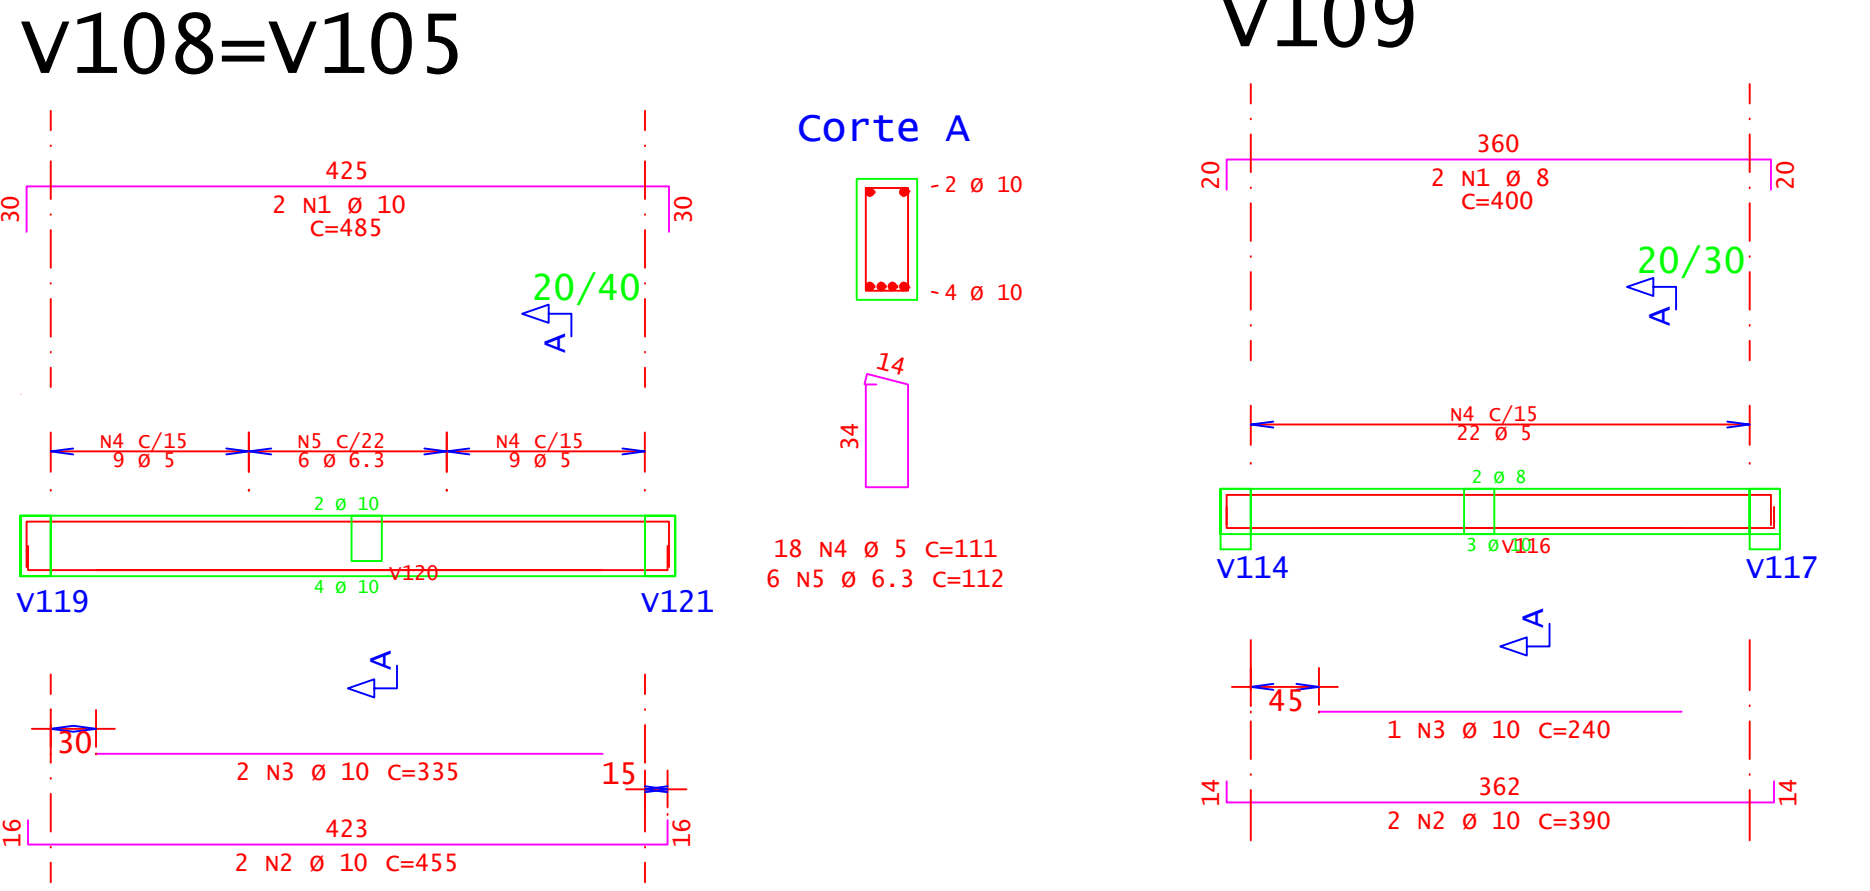 V108=V105
425
30
30
2 N1 Ø 10
C=485
20/40
A
N4 C/15
9 Ø 5
N5 C/22
6 Ø 6.3
N4 C/15
9 Ø 5
2 Ø 10
V120
4 Ø 10
V119
V121
A
30
2 N3 Ø 10 C=335
15
16
423
16
2 N2 Ø 10 C=455
Corte A
-2 Ø 10
-4 Ø 10
14
34
18 N4 Ø 5 C=111
6 N5 Ø 6.3 C=112
V109
360
20
20
2 N1 Ø 8
C=400
20/30
A
N4 C/15
22 Ø 5
2 Ø 8
3 Ø 10
V116
V114
V117
A
45
1 N3 Ø 10 C=240
14
362
14
2 N2 Ø 10 C=390